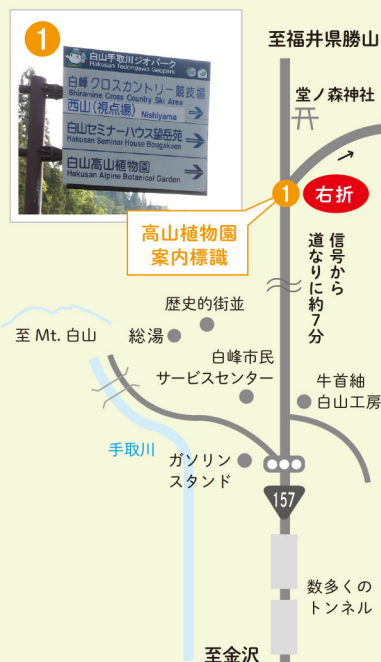 1
白山手取川ジオパーク
Hakusan Tedorigawa Geopark
白峰クロスカントリー競技場
Shiramine Cross Country Ski Area
西山(視点場) Nishiyama
白山セミナーハウス望岳苑
Hakusan Seminar House Bougakuen
白山高山植物園
Hakusan Alpine Botanical Garden
至福井県勝山
堂ノ森神社
1
右折
高山植物園
案内標識
信号から
道なりに約7分
歴史的街並
至 Mt. 白山
総湯
白峰市民
サービスセンター
牛首紬
白山工房
手取川
ガソリン
スタンド
157
数多くの
トンネル
至金沢